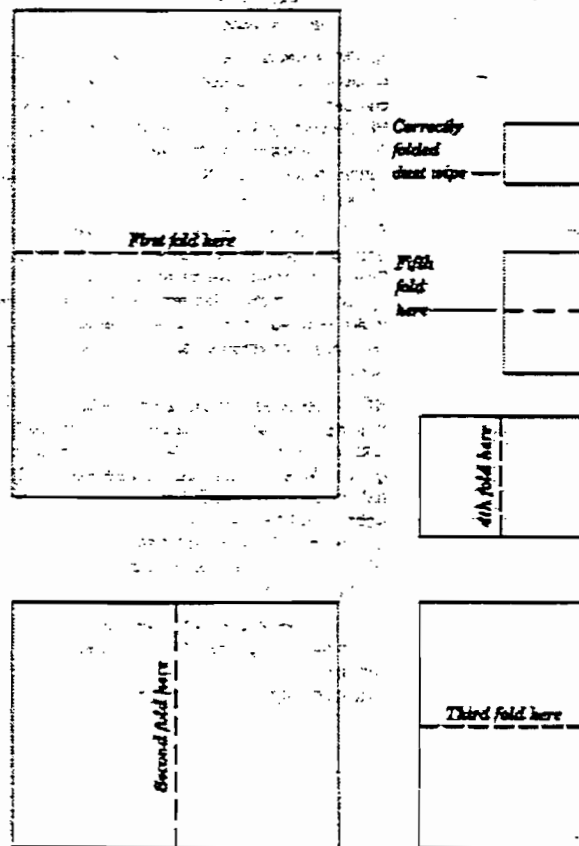 First fold here
Correctly
folded
dust wipe
Fifth
fold
here
4th fold here
Second fold here
Third fold here